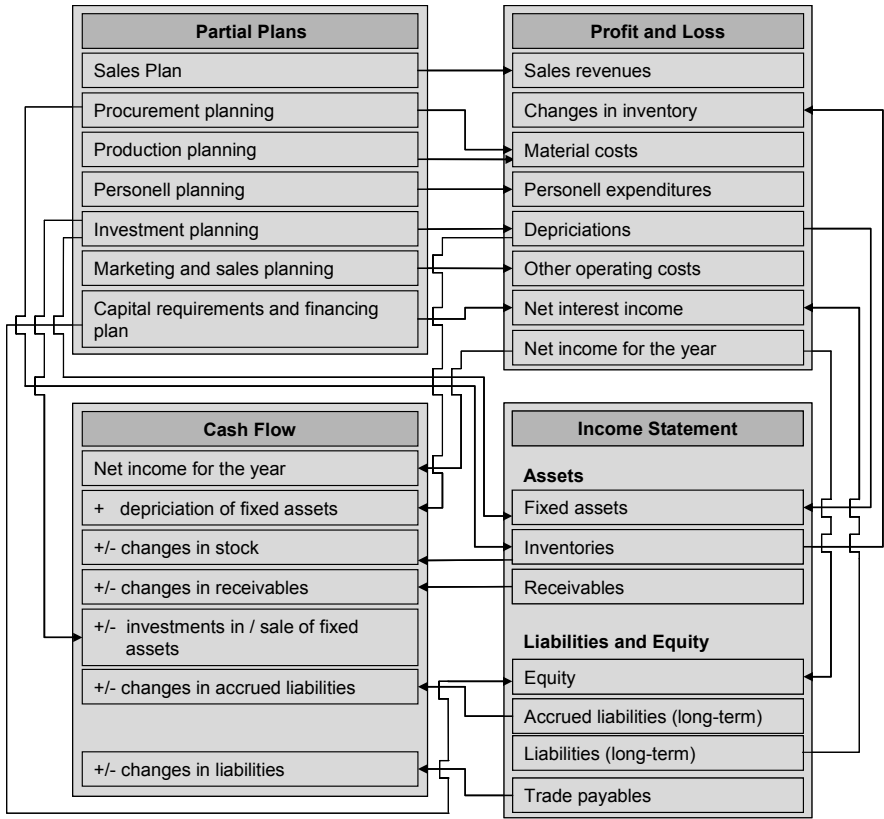 Partial Plans
Sales Plan
Procurement planning
Production planning
Personell planning
Investment planning
Marketing and sales planning
Capital requirements and financing
plan
Profit and Loss
Sales revenues
Changes in inventory
Material costs
Personell expenditures
Depriciations
Other operating costs
Net interest income
Net income for the year
Cash Flow
Net income for the year
+ depriciation of fixed assets
+/- changes in stock
+/- changes in receivables
+/- investments in / sale of fixed
assets
+/- changes in accrued liabilities
+/- changes in liabilities
Income Statement
Assets
Fixed assets
Inventories
Receivables
Liabilities and Equity
Equity
Accrued liabilities (long-term)
Liabilities (long-term)
Trade payables